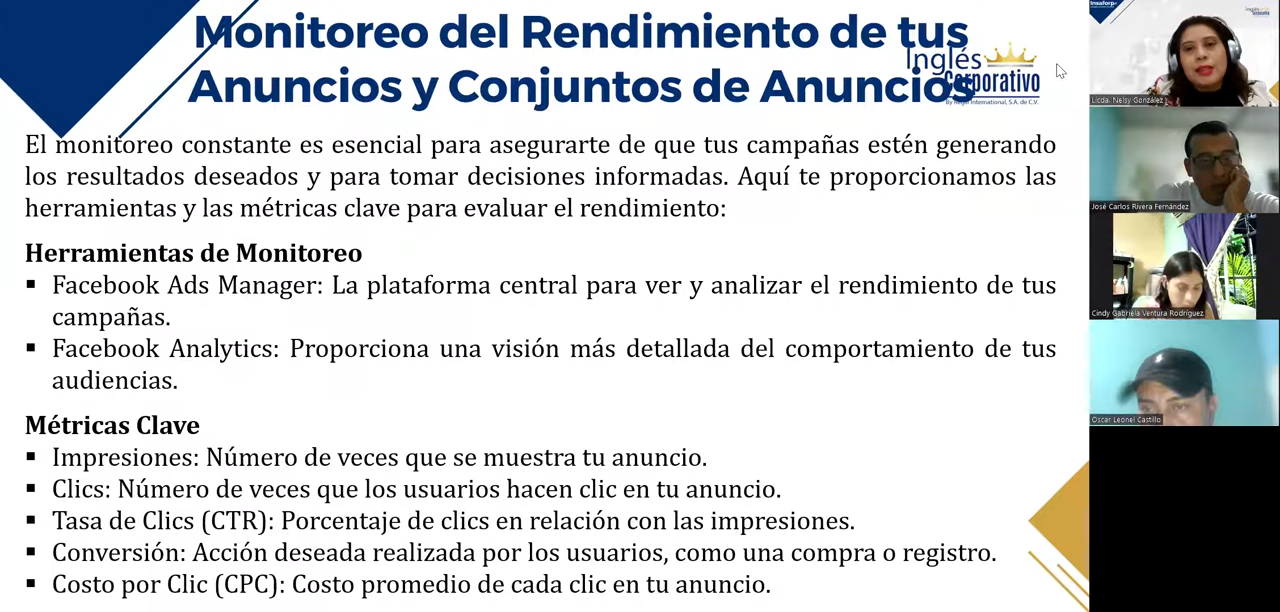 Monitoreo del Rendimiento de tus
Anuncios y Conjuntos de Anuncios
Inglés
Corporativo
By Regal International, S.A. de C.V.
El monitoreo constante es esencial para asegurarte de que tus campañas estén generando
los resultados deseados y para tomar decisiones informadas. Aquí te proporcionamos las
herramientas y las métricas clave para evaluar el rendimiento:
Herramientas de Monitoreo
▪ Facebook Ads Manager: La plataforma central para ver y analizar el rendimiento de tus
campañas.
▪ Facebook Analytics: Proporciona una visión más detallada del comportamiento de tus
audiencias.
Métricas Clave
▪ Impresiones: Número de veces que se muestra tu anuncio.
▪ Clics: Número de veces que los usuarios hacen clic en tu anuncio.
▪ Tasa de Clics (CTR): Porcentaje de clics en relación con las impresiones.
▪ Conversión: Acción deseada realizada por los usuarios, como una compra o registro.
▪ Costo por Clic (CPC): Costo promedio de cada clic en tu anuncio.
Insaforp
Licda. Nelsy González
José Carlos Rivera Fernández
Cindy Gabriela Ventura Rodríguez
Oscar Leonel Castillo